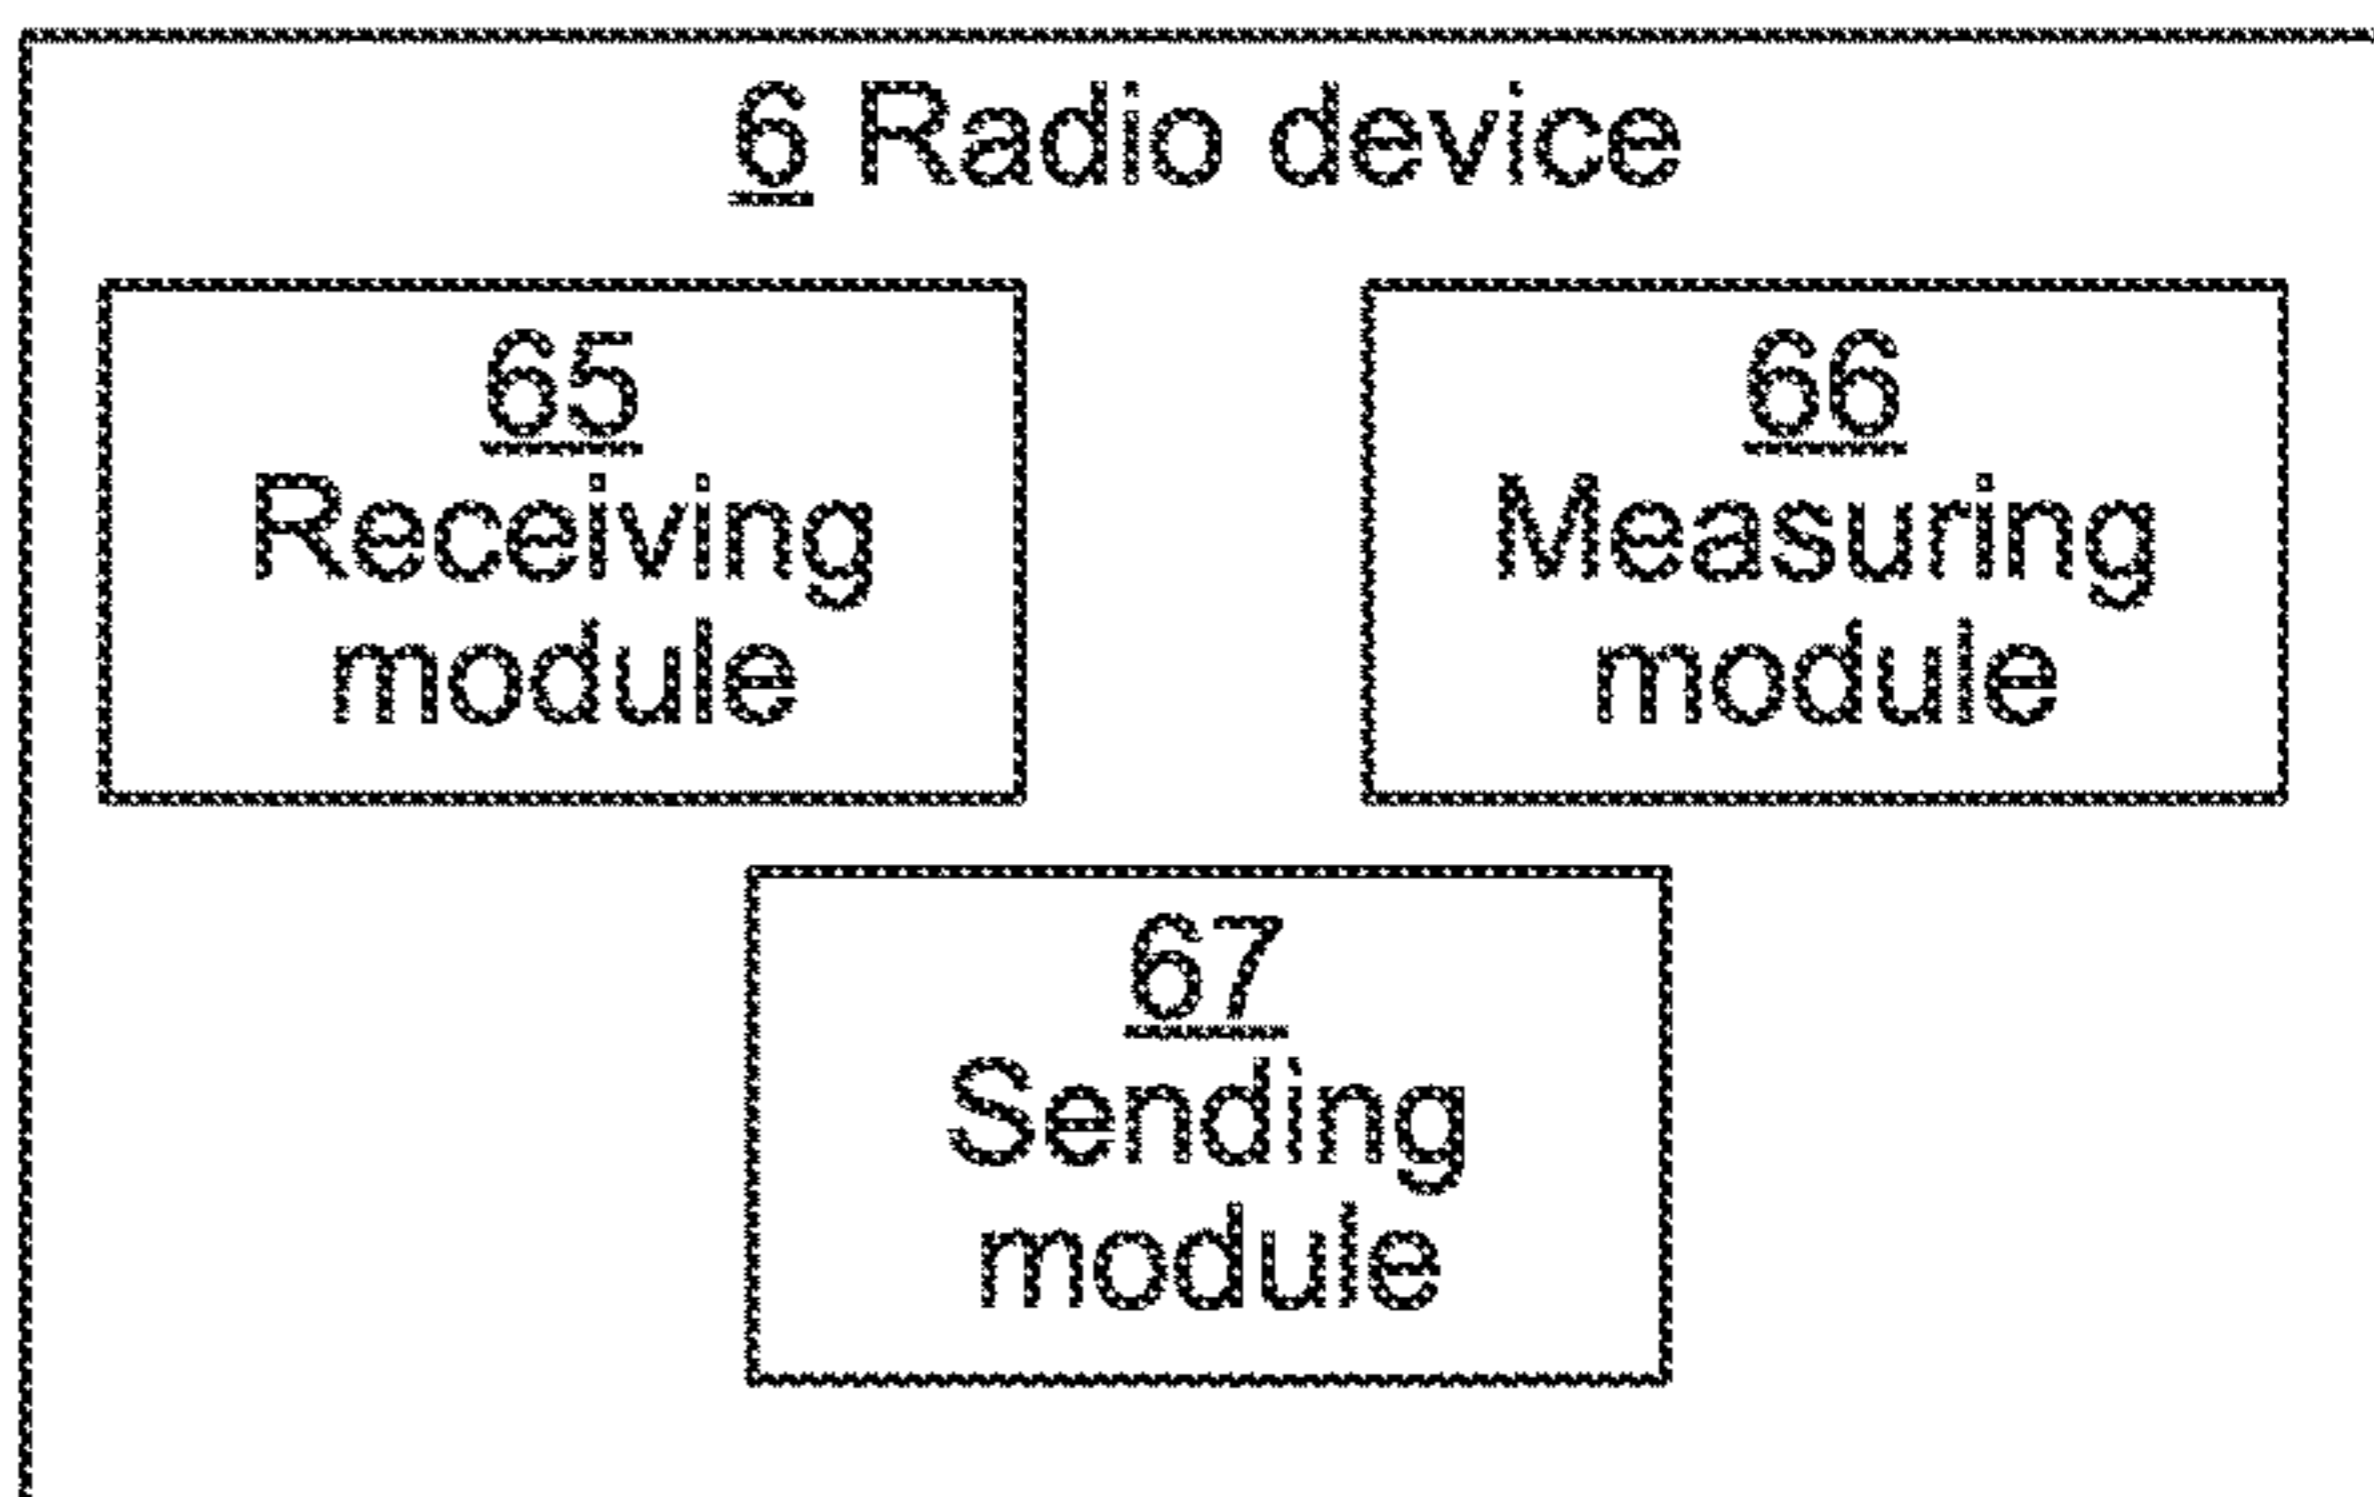 6 Radio device
65
Receiving
module
66
Measuring
module
67
Sending
module